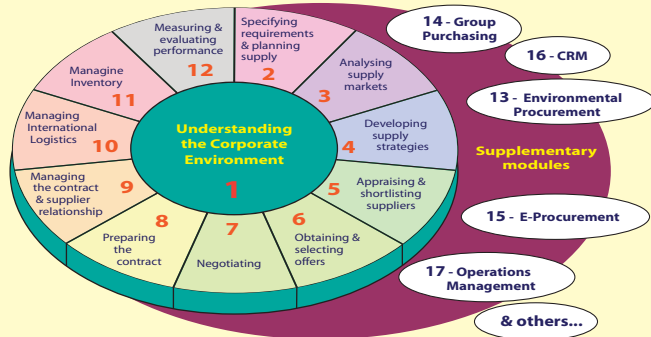 Understanding
the Corporate
Environment
1
Specifying
requirements
& planning
supply
2
Analysing
supply
markets
3
Developing
supply
strategies
4
Appraising &
shortlisting
suppliers
5
Obtaining &
selecting
offers
6
Negotiating
7
Preparing
the
contract
8
Managing
the contract
& supplier
relationship
9
Managing
International
Logistics
10
Managine
Inventory
11
Measuring &
evaluating
performance
12
14 - Group
Purchasing
16 - CRM
13 - Environmental
Procurement
Supplementary
modules
15 - E-Procurement
17 - Operations
Management
& others...